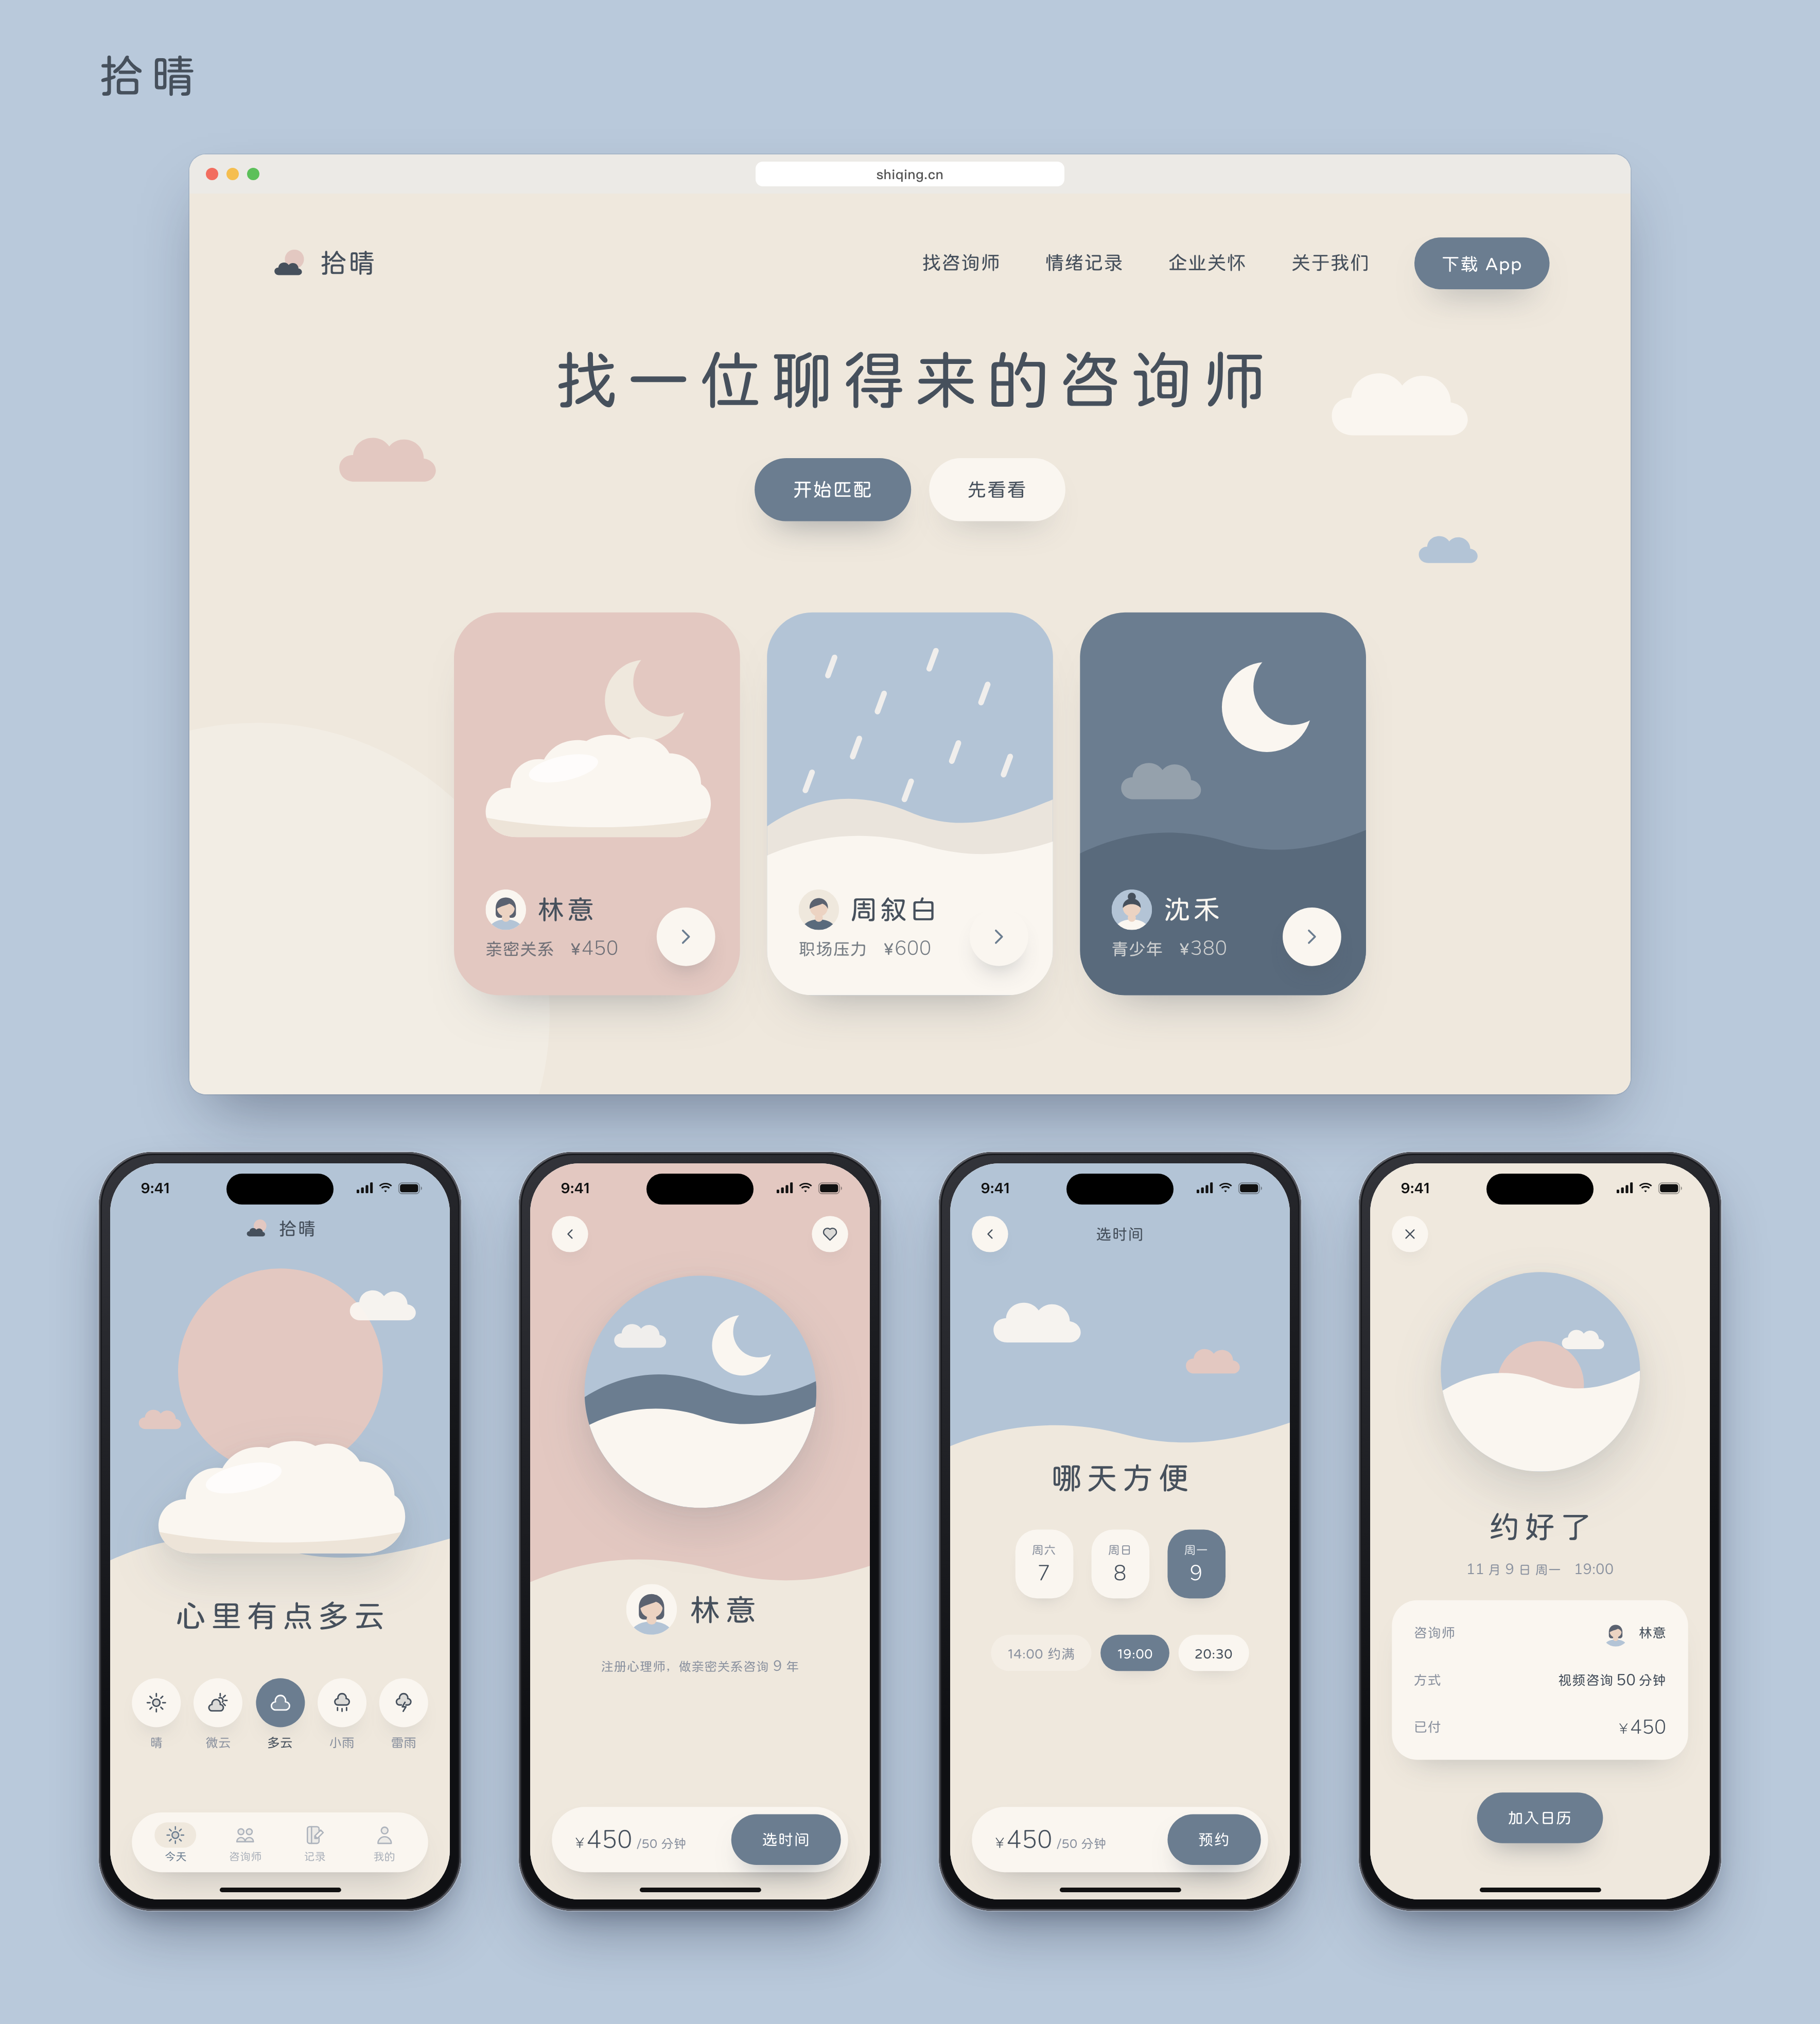 拾晴
shiqing.cn
拾晴
找咨询师 情绪记录 企业关怀 关于我们 下载 App
找一位聊得来的咨询师
开始匹配 先看看
林意
亲密关系 ¥450
周叙白
职场压力 ¥600
沈禾
青少年 ¥380
9:41
拾晴
心里有点多云
晴 微云 多云 小雨 雷雨
今天 咨询师 记录 我的
9:41
林意
注册心理师，做亲密关系咨询 9 年
¥450 /50 分钟 选时间
9:41
选时间
哪天方便
周六 周日 周一
7 8 9
14:00 约满 19:00 20:30
¥450 /50 分钟 预约
9:41
约好了
11 月 9 日 周一 19:00
咨询师 林意
方式 视频咨询 50 分钟
已付 ¥450
加入日历